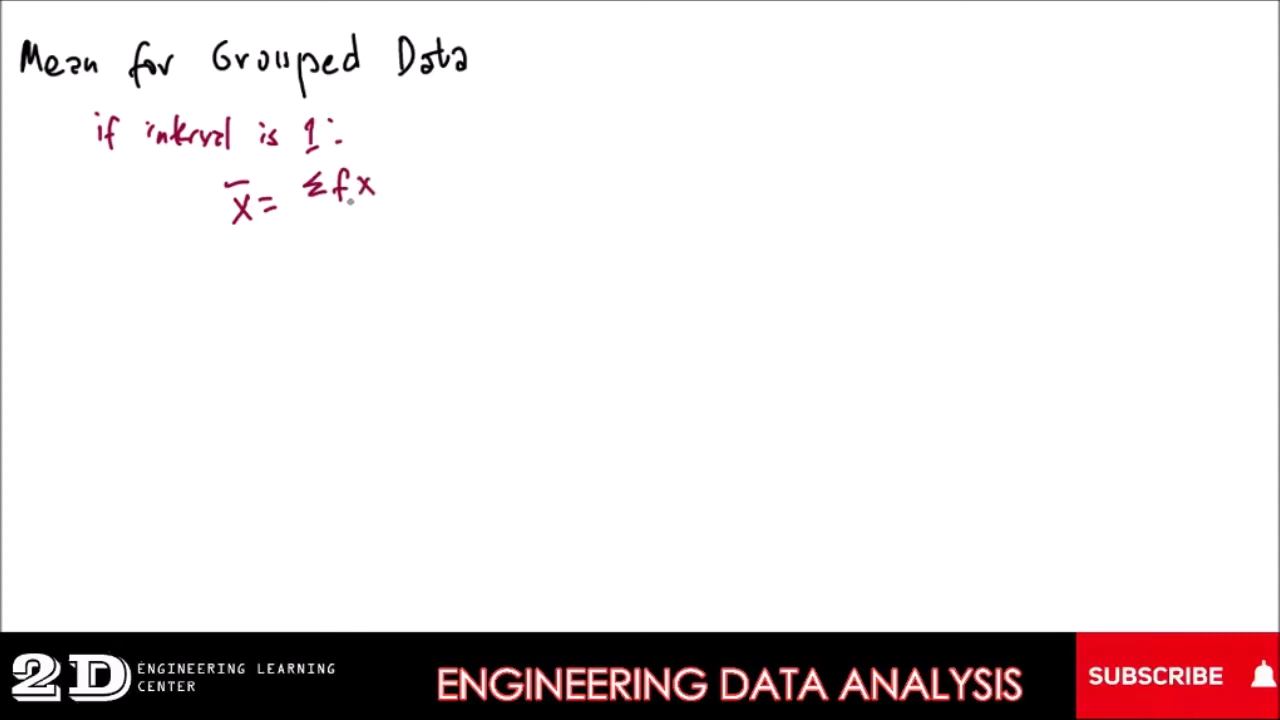 Mean for Grouped Data
if interval is 1:
x̄ = Σfx
2D ENGINEERING LEARNING
CENTER
ENGINEERING DATA ANALYSIS
SUBSCRIBE